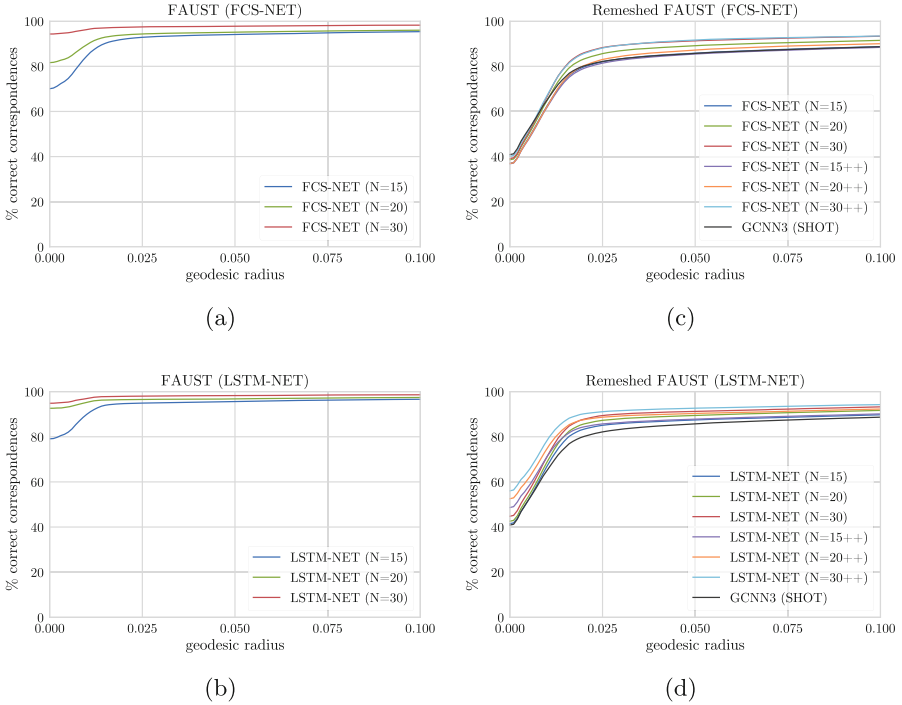 FAUST (FCS-NET)
% correct correspondences
100
80
60
40
20
0
FCS-NET (N=15)
FCS-NET (N=20)
FCS-NET (N=30)
0.000 0.025 0.050 0.075 0.100
geodesic radius
(a)
Remeshed FAUST (FCS-NET)
% correct correspondences
100
80
60
40
20
0
FCS-NET (N=15)
FCS-NET (N=20)
FCS-NET (N=30)
FCS-NET (N=15++)
FCS-NET (N=20++)
FCS-NET (N=30++)
GCNN3 (SHOT)
0.000 0.025 0.050 0.075 0.100
geodesic radius
(c)
FAUST (LSTM-NET)
% correct correspondences
100
80
60
40
20
0
LSTM-NET (N=15)
LSTM-NET (N=20)
LSTM-NET (N=30)
0.000 0.025 0.050 0.075 0.100
geodesic radius
(b)
Remeshed FAUST (LSTM-NET)
% correct correspondences
100
80
60
40
20
0
LSTM-NET (N=15)
LSTM-NET (N=20)
LSTM-NET (N=30)
LSTM-NET (N=15++)
LSTM-NET (N=20++)
LSTM-NET (N=30++)
GCNN3 (SHOT)
0.000 0.025 0.050 0.075 0.100
geodesic radius
(d)